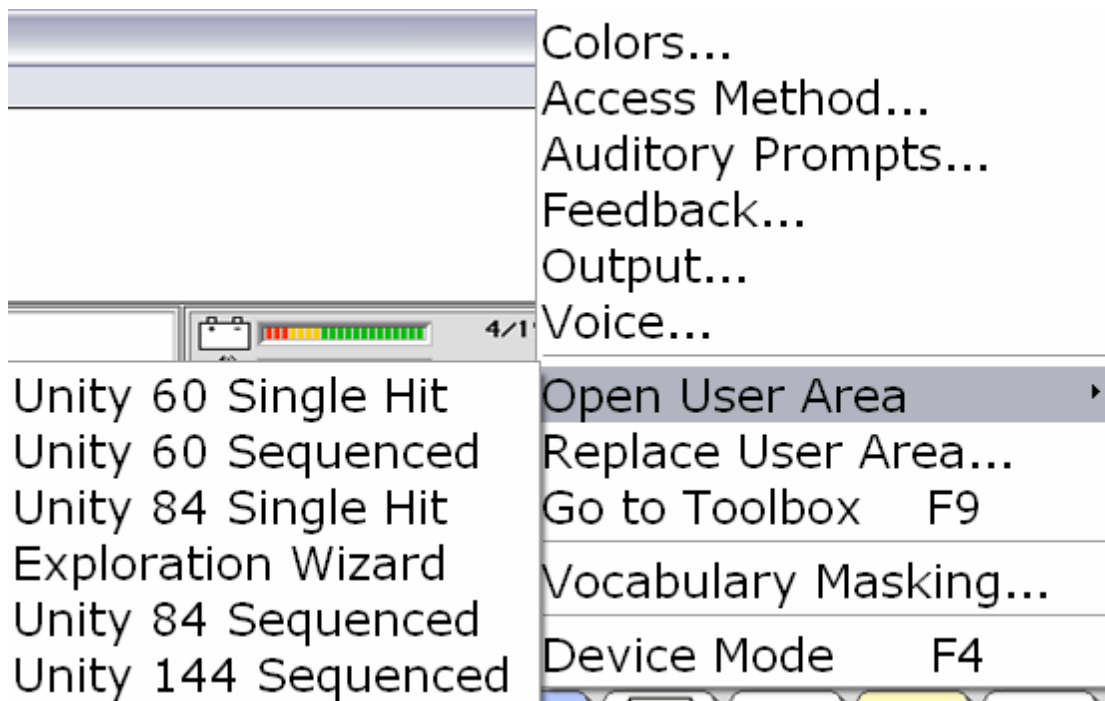 Colors...
Access Method...
Auditory Prompts...
Feedback...
Output...
Voice...
4/1
Open User Area
Replace User Area...
Go to Toolbox F9
Vocabulary Masking...
Device Mode F4
Unity 60 Single Hit
Unity 60 Sequenced
Unity 84 Single Hit
Exploration Wizard
Unity 84 Sequenced
Unity 144 Sequenced